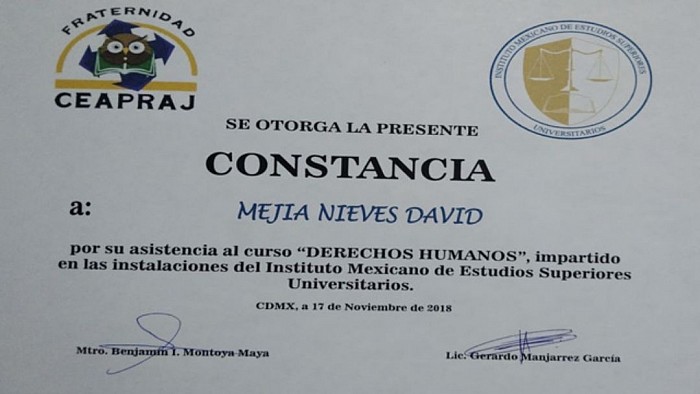 FRATERNIDAD
CEAPRAJ
INSTITUTO MEXICANO DE ESTUDIOS SUPERIORES
UNIVERSITARIOS
SE OTORGA LA PRESENTE
CONSTANCIA
a:
MEJIA NIEVES DAVID
por su asistencia al curso “DERECHOS HUMANOS”, impartido
en las instalaciones del Instituto Mexicano de Estudios Superiores
Universitarios.
CDMX, a 17 de Noviembre de 2018
Mtro. Benjamín I. Montoya Maya
Lic. Gerardo Manjarrez García